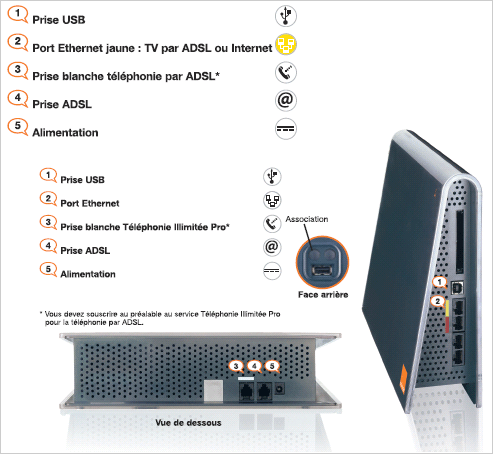 1 Prise USB
2 Port Ethernet jaune : TV par ADSL ou Internet
3 Prise blanche téléphonie par ADSL*
4 Prise ADSL @
5 Alimentation
1 Prise USB
2 Port Ethernet
3 Prise blanche Téléphonie Illimitée Pro*
4 Prise ADSL @
5 Alimentation
Association
Face arrière
* Vous devez souscrire au préalable au service Téléphonie Illimitée Pro
pour la téléphonie par ADSL.
1
2
3 4 5
Vue de dessous